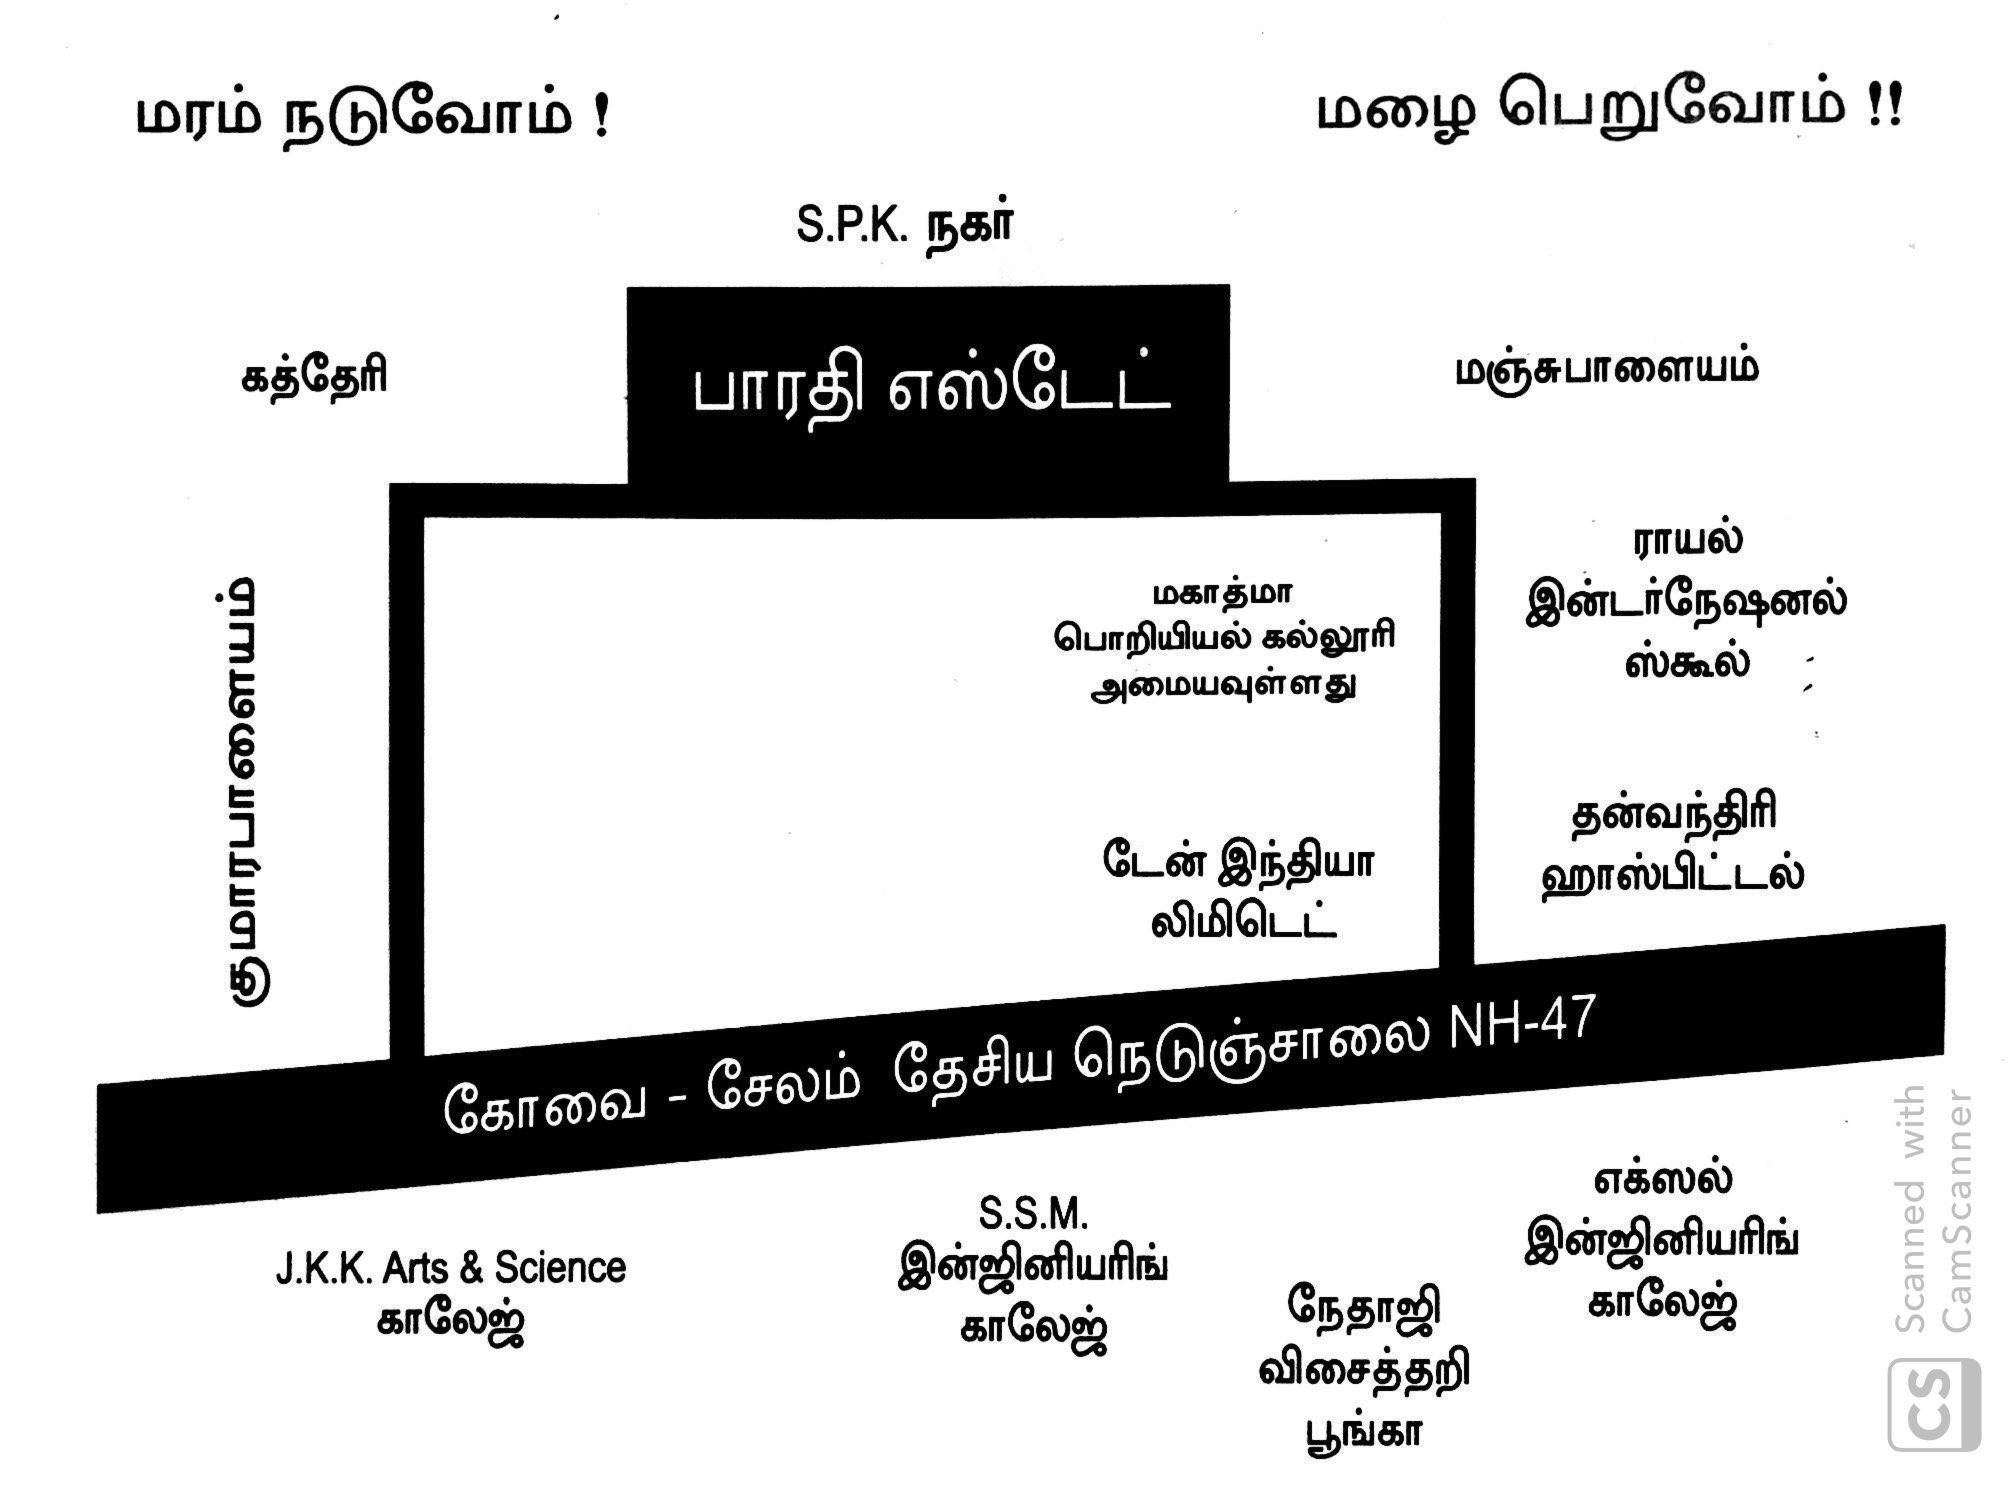 மரம் நடுவோம் !
மழை பெறுவோம் !!
S.P.K. நகர்
பாரதி எஸ்டேட்
கத்தேரி
மஞ்சுபாளையம்
குமாரபாளையம்
மகாத்மா
பொறியியல் கல்லூரி
அமையவுள்ளது
ராயல்
இன்டர்நேஷனல்
ஸ்கூல்
டேன் இந்தியா
லிமிடெட்
தன்வந்திரி
ஹாஸ்பிட்டல்
கோவை - சேலம் தேசிய நெடுஞ்சாலை NH-47
J.K.K. Arts & Science
காலேஜ்
S.S.M.
இன்ஜினியரிங்
காலேஜ்
நேதாஜி
விசைத்தறி
பூங்கா
எக்ஸல்
இன்ஜினியரிங்
காலேஜ்
CS
Scanned with
CamScanner